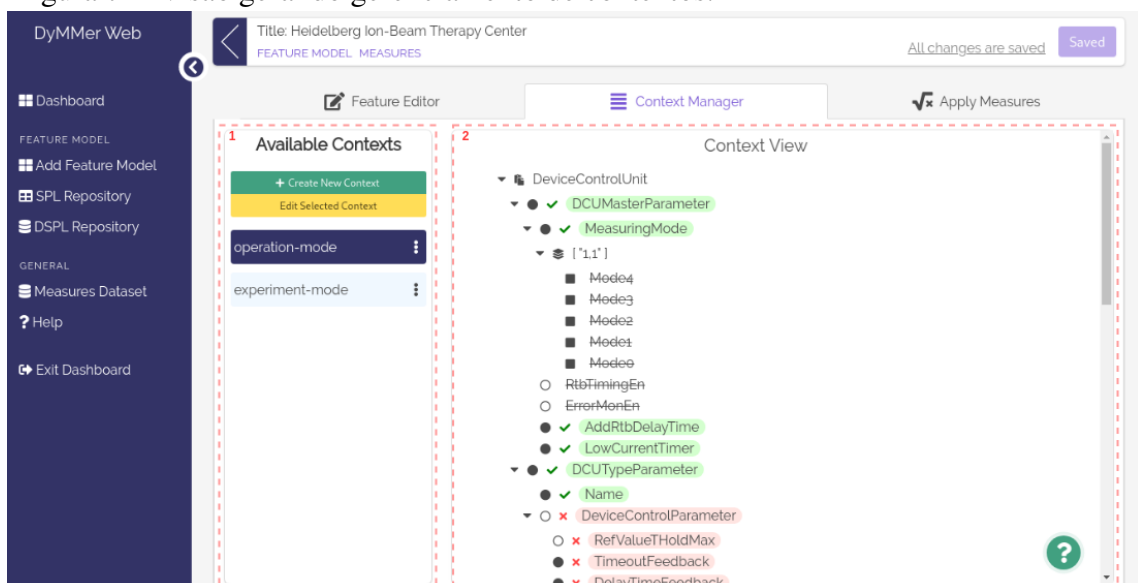 DyMMer Web
Title: Heidelberg Ion-Beam Therapy Center
FEATURE MODEL MEASURES
All changes are saved
Saved
Dashboard
FEATURE MODEL
Add Feature Model
SPL Repository
DSPL Repository
GENERAL
Measures Dataset
Help
Exit Dashboard
Feature Editor
Context Manager
Apply Measures
1
Available Contexts
+ Create New Context
Edit Selected Context
operation-mode
experiment-mode
2
Context View
DeviceControlUnit
DCUMasterParameter
MeasuringMode
[ "1,1" ]
Mode4
Mode3
Mode2
Mode1
Mode0
RtbTimingEn
ErrorMonEn
AddRtbDelayTime
LowCurrentTimer
DCUTypeParameter
Name
DeviceControlParameter
RefValueTHoldMax
TimeoutFeedback
DelayTimeFeedback
?